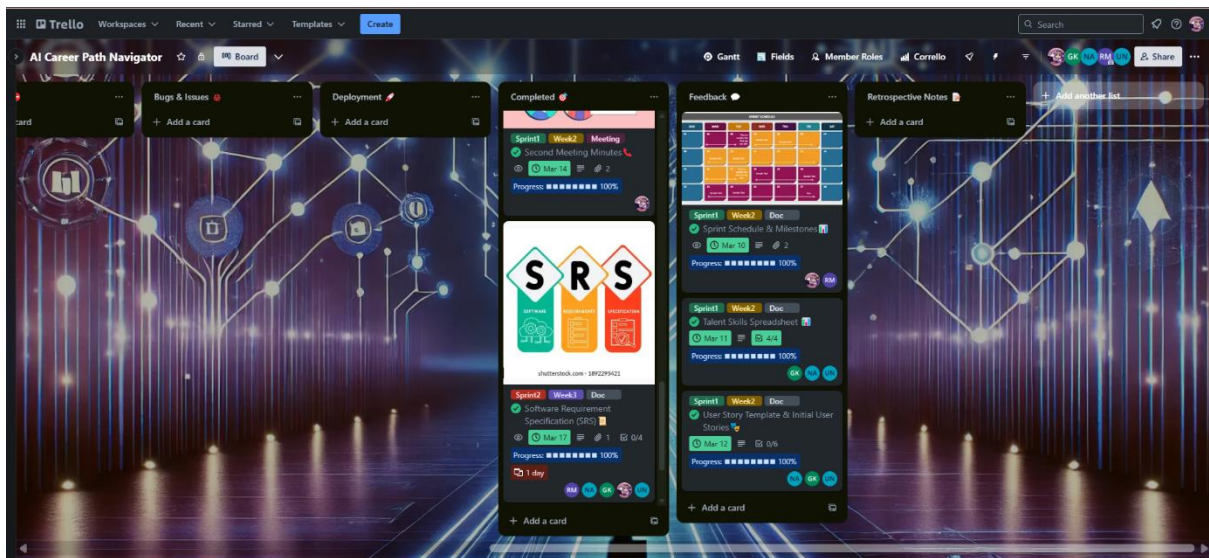 Trello Workspaces Recent Starred Templates Create Search
AI Career Path Navigator Board Gantt Fields Member Roles Correlo GK NA RM UN Share
card
Bugs & Issues
+ Add a card
Deployment
+ Add a card
Completed
Sprint1 Week2 Meeting
Second Meeting Minutes
Mar 14 2
Progress: 100%
SRS
SOFTWARE REQUIREMENTS SPECIFICATION
shutterstock.com · 1892295421
Sprint2 Week3 Doc
Software Requirement
Specification (SRS)
Mar 17 1 0/4
Progress: 100%
1 day
RM NA GK UN
+ Add a card
Feedback
Sprint1 Week2 Doc
Sprint Schedule & Milestones
Mar 10 2
Progress: 100%
RM
Sprint1 Week2 Doc
Talent Skills Spreadsheet
Mar 11 4/4
Progress: 100%
GK NA UN
Sprint1 Week2 Doc
User Story Template & Initial User
Stories
Mar 12 0/6
Progress: 100%
NA GK UN
+ Add a card
Retrospective Notes
+ Add a card
+ Add another list